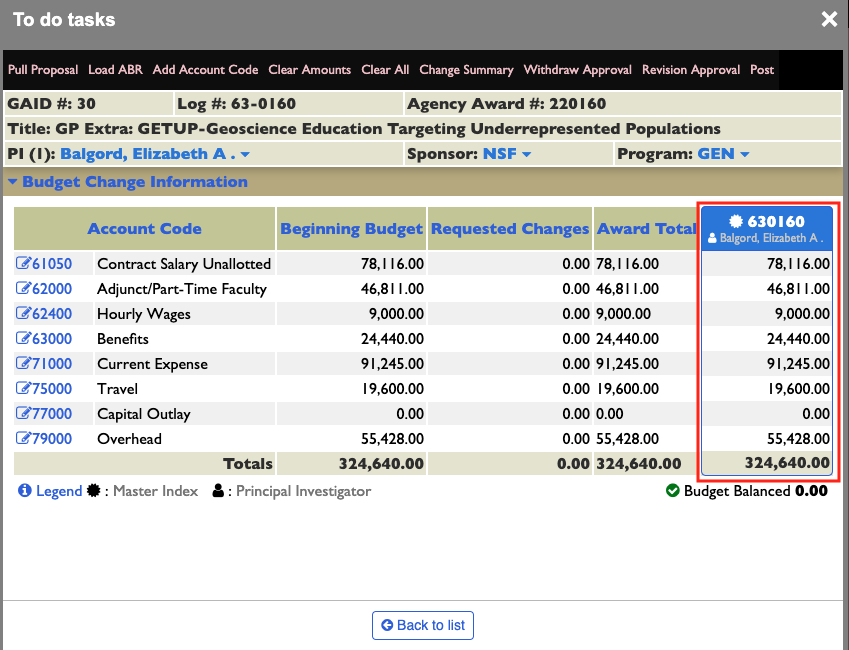 To do tasks
Pull Proposal Load ABR Add Account Code Clear Amounts Clear All Change Summary Withdraw Approval Revision Approval Post
GAID #: 30 Log #: 63-0160 Agency Award #: 220160
Title: GP Extra: GETUP-Geoscience Education Targeting Underrepresented Populations
PI (1): Balgord, Elizabeth A . Sponsor: NSF Program: GEN
Budget Change Information
Account Code Beginning Budget Requested Changes Award Total 630160
Balgord, Elizabeth A .
61050 Contract Salary Unallotted 78,116.00 0.00 78,116.00 78,116.00
62000 Adjunct/Part-Time Faculty 46,811.00 0.00 46,811.00 46,811.00
62400 Hourly Wages 9,000.00 0.00 9,000.00 9,000.00
63000 Benefits 24,440.00 0.00 24,440.00 24,440.00
71000 Current Expense 91,245.00 0.00 91,245.00 91,245.00
75000 Travel 19,600.00 0.00 19,600.00 19,600.00
77000 Capital Outlay 0.00 0.00 0.00 0.00
79000 Overhead 55,428.00 0.00 55,428.00 55,428.00
Totals 324,640.00 0.00 324,640.00 324,640.00
Legend : Master Index : Principal Investigator Budget Balanced 0.00
Back to list